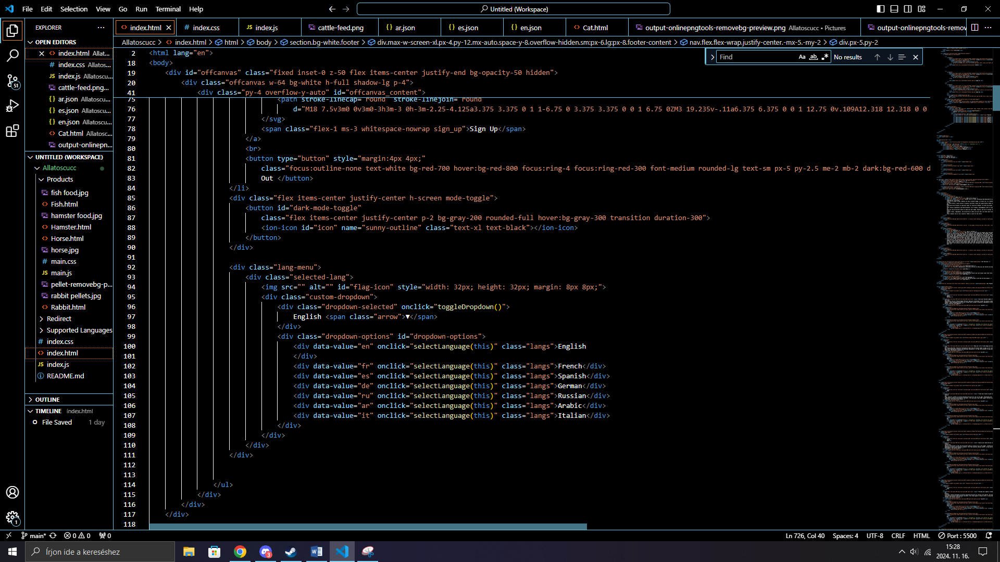 File Edit Selection View Go Run Terminal Help
Untitled (Workspace)
EXPLORER
index.html
index.css
index.js
cattle-feed.png
ar.json
es.json
en.json
Cat.html
output-onlinepngtools-removebg-preview.png Allatoscucc • Pictures
output-onlinepngtools-remov
OPEN EDITORS
Allatoscucc > index.html > html > body > section.bg-white.footer > div.max-w-screen-xl.px-4.py-12.mx-auto.space-y-8.overflow-hidden.sm:px-6.lg:px-8.footer-content > nav.flex.flex-wrap.justify-center.-mx-5.-my-2 > div.px-5.py-2
index.html Allat...
index.css Allatos...
index.js Allatoscu...
cattle-feed.png...
ar.json Allatoscu...
es.json Allatoscu...
en.json Allatoscu...
Cat.html Allatosc...
output-onlinepn...
51
UNTITLED (WORKSPACE)
Allatoscucc
Products
fish food.jpg
Fish.html
hamster food.jpg
Hamster.html
Horse.html
horse.jpg
main.css
main.js
pellet-removebg-p...
rabbit pellets.jpg
Rabbit.html
Redirect
Supported Languages
index.css
index.html
index.js
README.md
OUTLINE
TIMELINE index.html
File Saved 1 day
Find Aa ab .* No results
2 <html lang="en">
18 <body>
19 <div id="offcanvas" class="fixed inset-0 z-50 flex items-center justify-end bg-opacity-50 hidden">
20 <div class="offcanvas w-64 bg-white h-full shadow-lg p-4">
41 <div class="py-4 overflow-y-auto" id="offcanvas_content">
75 <path stroke-linecap="round" stroke-linejoin="round"
76 d="M18 7.5v3m0 0v3m0-3h3m-3 0h-3m-2.25-4.125a3.375 3.375 0 1 1-6.75 0 3.375 3.375 0 0 1 6.75 0ZM3 19.235v-.11a6.375 6.375 0 0 1 12.75 0v.109A12.318 12.318 0 0
77 </svg>
78 <span class="flex-1 ms-3 whitespace-nowrap sign_up">Sign Up</span>
79 </a>
80 <br>
81 <button type="button" style="margin:4px 4px;"
82 class="focus:outline-none text-white bg-red-700 hover:bg-red-800 focus:ring-4 focus:ring-red-300 font-medium rounded-lg text-sm px-5 py-2.5 me-2 mb-2 dark:bg-red-600 d
83 Out </button>
84 </li>
85 <div class="flex items-center justify-center h-screen mode-toggle">
86 <button id="dark-mode-toggle"
87 class="flex items-center justify-center p-2 bg-gray-200 rounded-full hover:bg-gray-300 transition duration-300">
88 <ion-icon id="icon" name="sunny-outline" class="text-xl text-black"></ion-icon>
89 </button>
90 </div>
91
92 <div class="lang-menu">
93 <div class="selected-lang">
94 <img src="" alt="" id="flag-icon" style="width: 32px; height: 32px; margin: 8px 8px;">
95 <div class="custom-dropdown">
96 <div class="dropdown-selected" onclick="toggleDropdown()">
97 English <span class="arrow">▼</span>
98 </div>
99 <div class="dropdown-options" id="dropdown-options">
100 <div data-value="en" onclick="selectLanguage(this)" class="langs">English
101 </div>
102 <div data-value="fr" onclick="selectLanguage(this)" class="langs">French</div>
103 <div data-value="es" onclick="selectLanguage(this)" class="langs">Spanish</div>
104 <div data-value="de" onclick="selectLanguage(this)" class="langs">German</div>
105 <div data-value="ru" onclick="selectLanguage(this)" class="langs">Russian</div>
106 <div data-value="ar" onclick="selectLanguage(this)" class="langs">Arabic</div>
107 <div data-value="it" onclick="selectLanguage(this)" class="langs">Italian</div>
108 </div>
109 </div>
110 </div>
111 </div>
112
113
114 </ul>
115 </div>
116 </div>
117 </div>
118
1
main* 0 0 0
Ln 726, Col 40 Spaces: 4 UTF-8 CRLF HTML Port : 5500
Írjon ide a kereséshez
3
15:28
2024. 11. 16.